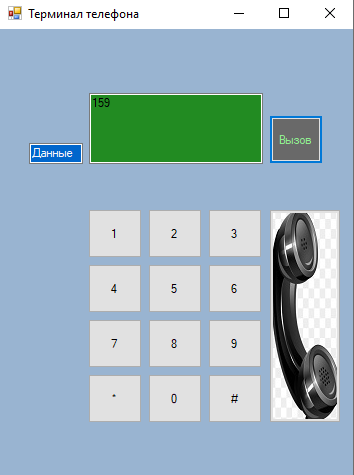 Терминал телефона
159
Вызов
Данные
1 2 3
4 5 6
7 8 9
* 0 #